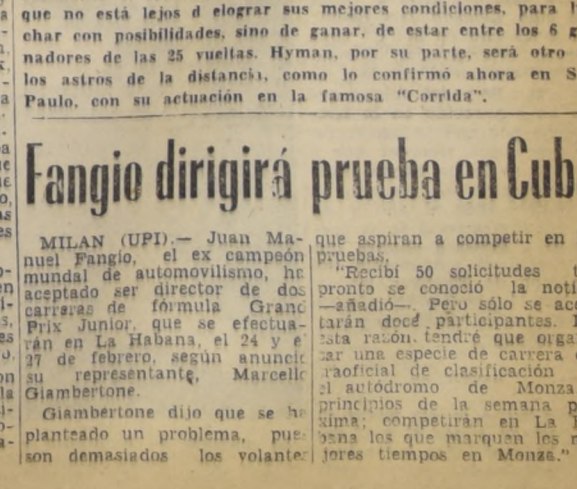 que no está lejos d elograr sus mejores condiciones, para
char con posibilidades, sino de ganar, de estar entre los 6 g
nadores de las 25 vueltas. Hyman, por su parte, será otro
los astros de la distancia, como lo confirmó ahora en S
Paulo, con su actuación en la famosa "Corrida".
Fangio dirigirá prueba en Cub
MILAN (UPI).— Juan Ma-
nuel Fangio, el ex campeón
mundial de automovilismo, ha
aceptado ser director de dos
carreras de fórmula Grand
Prix Junior, que se efectua-
rán en La Habana, el 24 y e
27 de febrero, según anunció
su representante, Marcello
Giambertone.
Giambertone dijo que se ha
planteado un problema, pues
son demasiados los volantes
que aspiran a competir en
pruebas.
"Recibí 50 solicitudes
pronto se conoció la noti
—añadió—. Pero sólo se ace
tarán doce participantes.
esta razón, tendré que orga
zar una especie de carrera
raoficial de clasificación
el autódromo de Monza
principios de la semana p
xima; competirán en La H
bana los que marquen los m
jores tiempos en Monza."